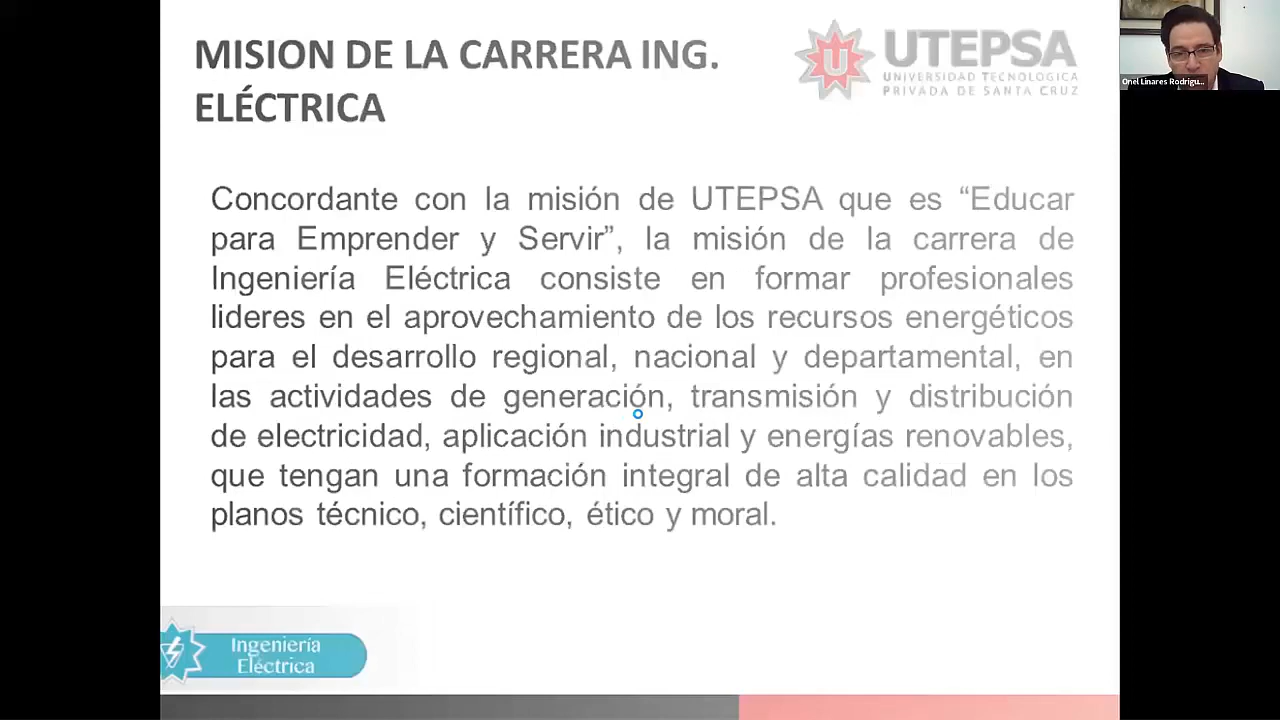 MISION DE LA CARRERA ING.
ELÉCTRICA
UTEPSA
UNIVERSIDAD TECNOLOGICA
PRIVADA DE SANTA CRUZ
Onel Linares Rodrigu...
Concordante con la misión de UTEPSA que es “Educar
para Emprender y Servir”, la misión de la carrera de
Ingeniería Eléctrica consiste en formar profesionales
lideres en el aprovechamiento de los recursos energéticos
para el desarrollo regional, nacional y departamental, en
las actividades de generación, transmisión y distribución
de electricidad, aplicación industrial y energías renovables,
que tengan una formación integral de alta calidad en los
planos técnico, científico, ético y moral.
Ingeniería
Eléctrica